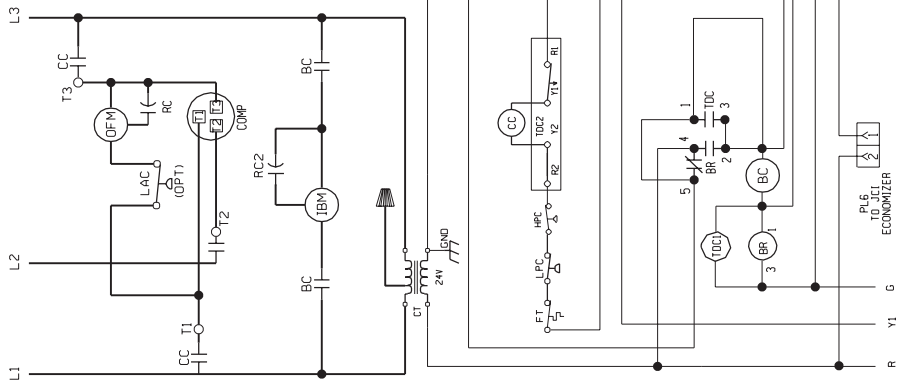 L3
CC
T3
OFM
RC
LAC
(OPT)
T1
T2
T3
COMP
T2
L2
T1
CC
L1
BC
RC2
IBM
BC
CT
24V
GND
R1
Y1
TDC2
Y2
CC
R2
HPC
LPC
FT
1
TDC
3
4
BR
2
5
BC
TDC1
BR
1
3
1
2
PL6
TO JCI
ECONOMIZER
G
Y1
R